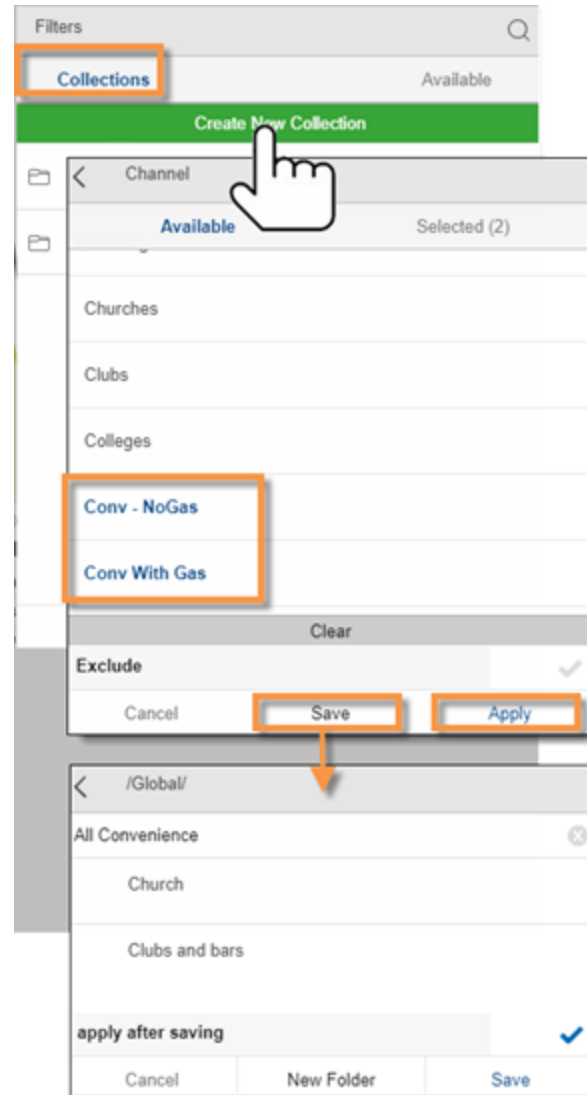 Filters
Collections Available
Create New Collection
Channel
Available Selected (2)
Churches
Clubs
Colleges
Conv - NoGas
Conv With Gas
Clear
Exclude
Cancel Save Apply
/Global/
All Convenience
Church
Clubs and bars
apply after saving
Cancel New Folder Save